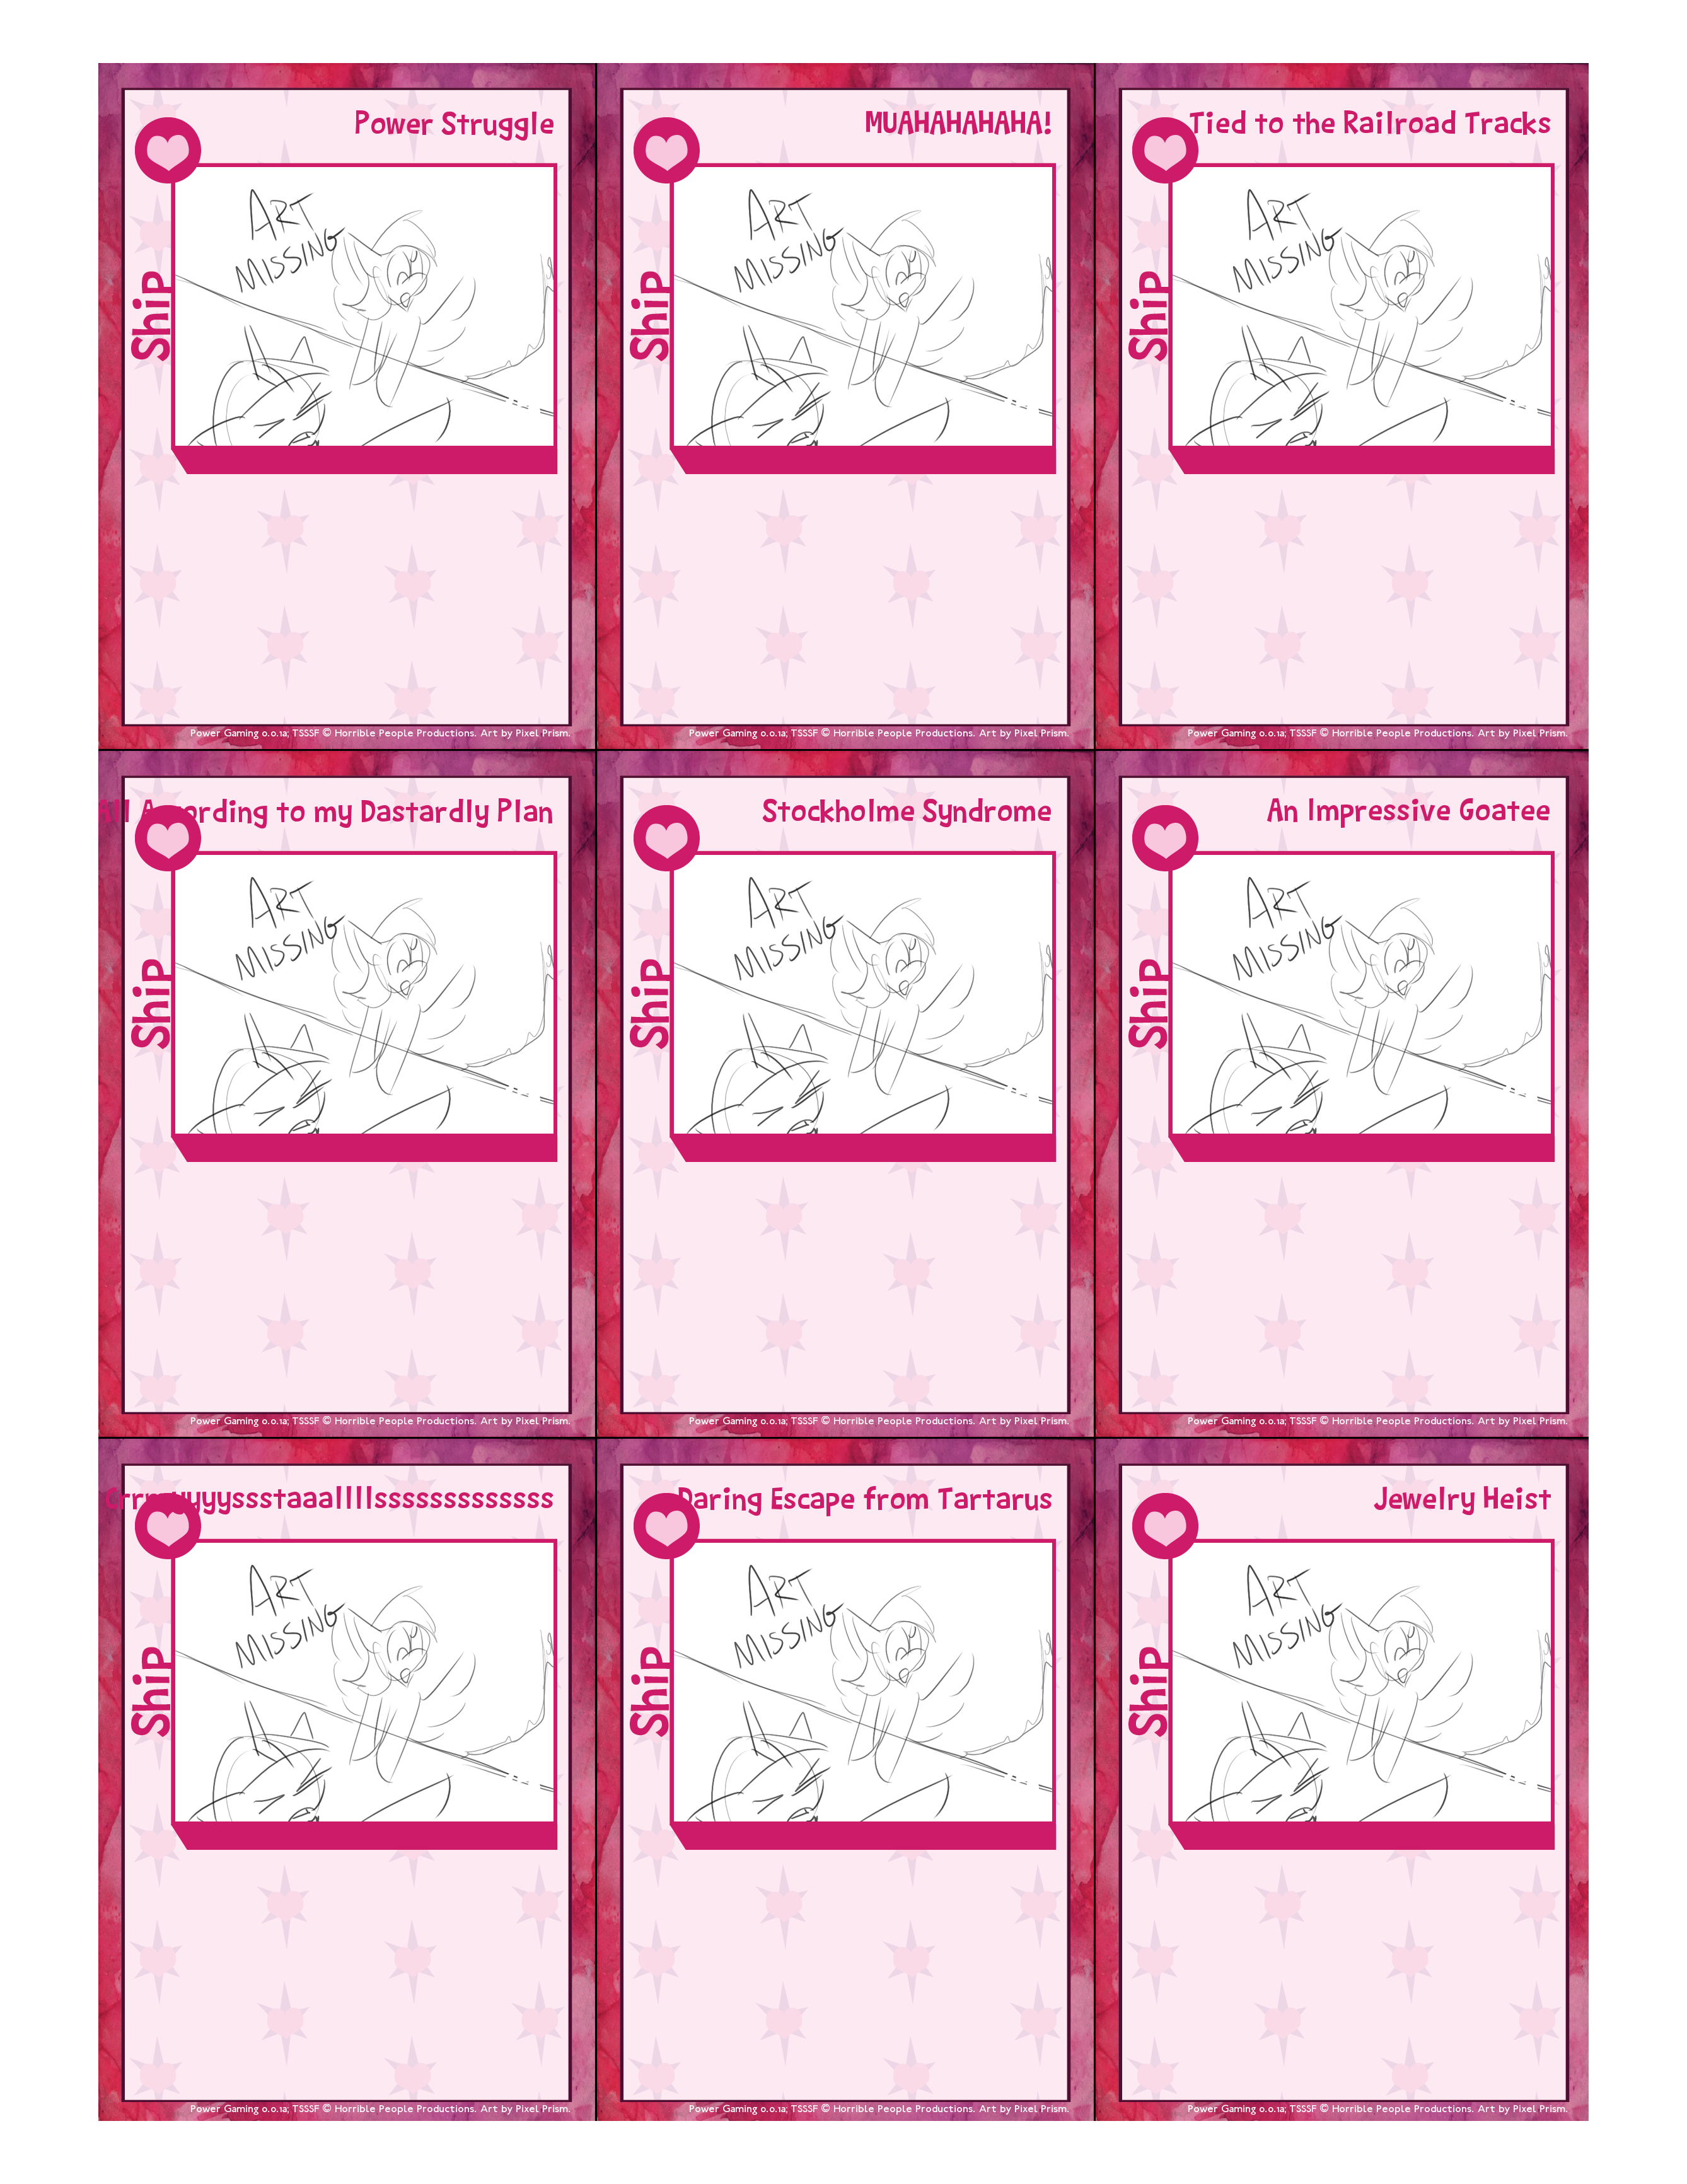 Power Struggle
ART
MISSING
Ship
Power Gaming 0.0.1a; TSSSF © Horrible People Productions. Art by Pixel Prism.
MUAHAHAHAHA!
ART
MISSING
Ship
Power Gaming 0.0.1a; TSSSF © Horrible People Productions. Art by Pixel Prism.
Tied to the Railroad Tracks
ART
MISSING
Ship
Power Gaming 0.0.1a; TSSSF © Horrible People Productions. Art by Pixel Prism.
All According to my Dastardly Plan
ART
MISSING
Ship
Power Gaming 0.0.1a; TSSSF © Horrible People Productions. Art by Pixel Prism.
Stockholme Syndrome
ART
MISSING
Ship
Power Gaming 0.0.1a; TSSSF © Horrible People Productions. Art by Pixel Prism.
An Impressive Goatee
ART
MISSING
Ship
Power Gaming 0.0.1a; TSSSF © Horrible People Productions. Art by Pixel Prism.
ART
MISSING
Ship
Power Gaming 0.0.1a; TSSSF © Horrible People Productions. Art by Pixel Prism.
Daring Escape from Tartarus
ART
MISSING
Ship
Power Gaming 0.0.1a; TSSSF © Horrible People Productions. Art by Pixel Prism.
Jewelry Heist
ART
MISSING
Ship
Power Gaming 0.0.1a; TSSSF © Horrible People Productions. Art by Pixel Prism.